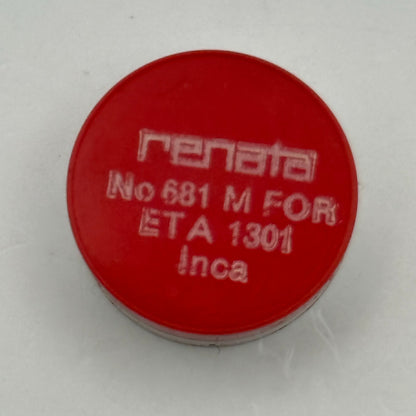 renata
No 681 M FOR
ETA 1301
Inca